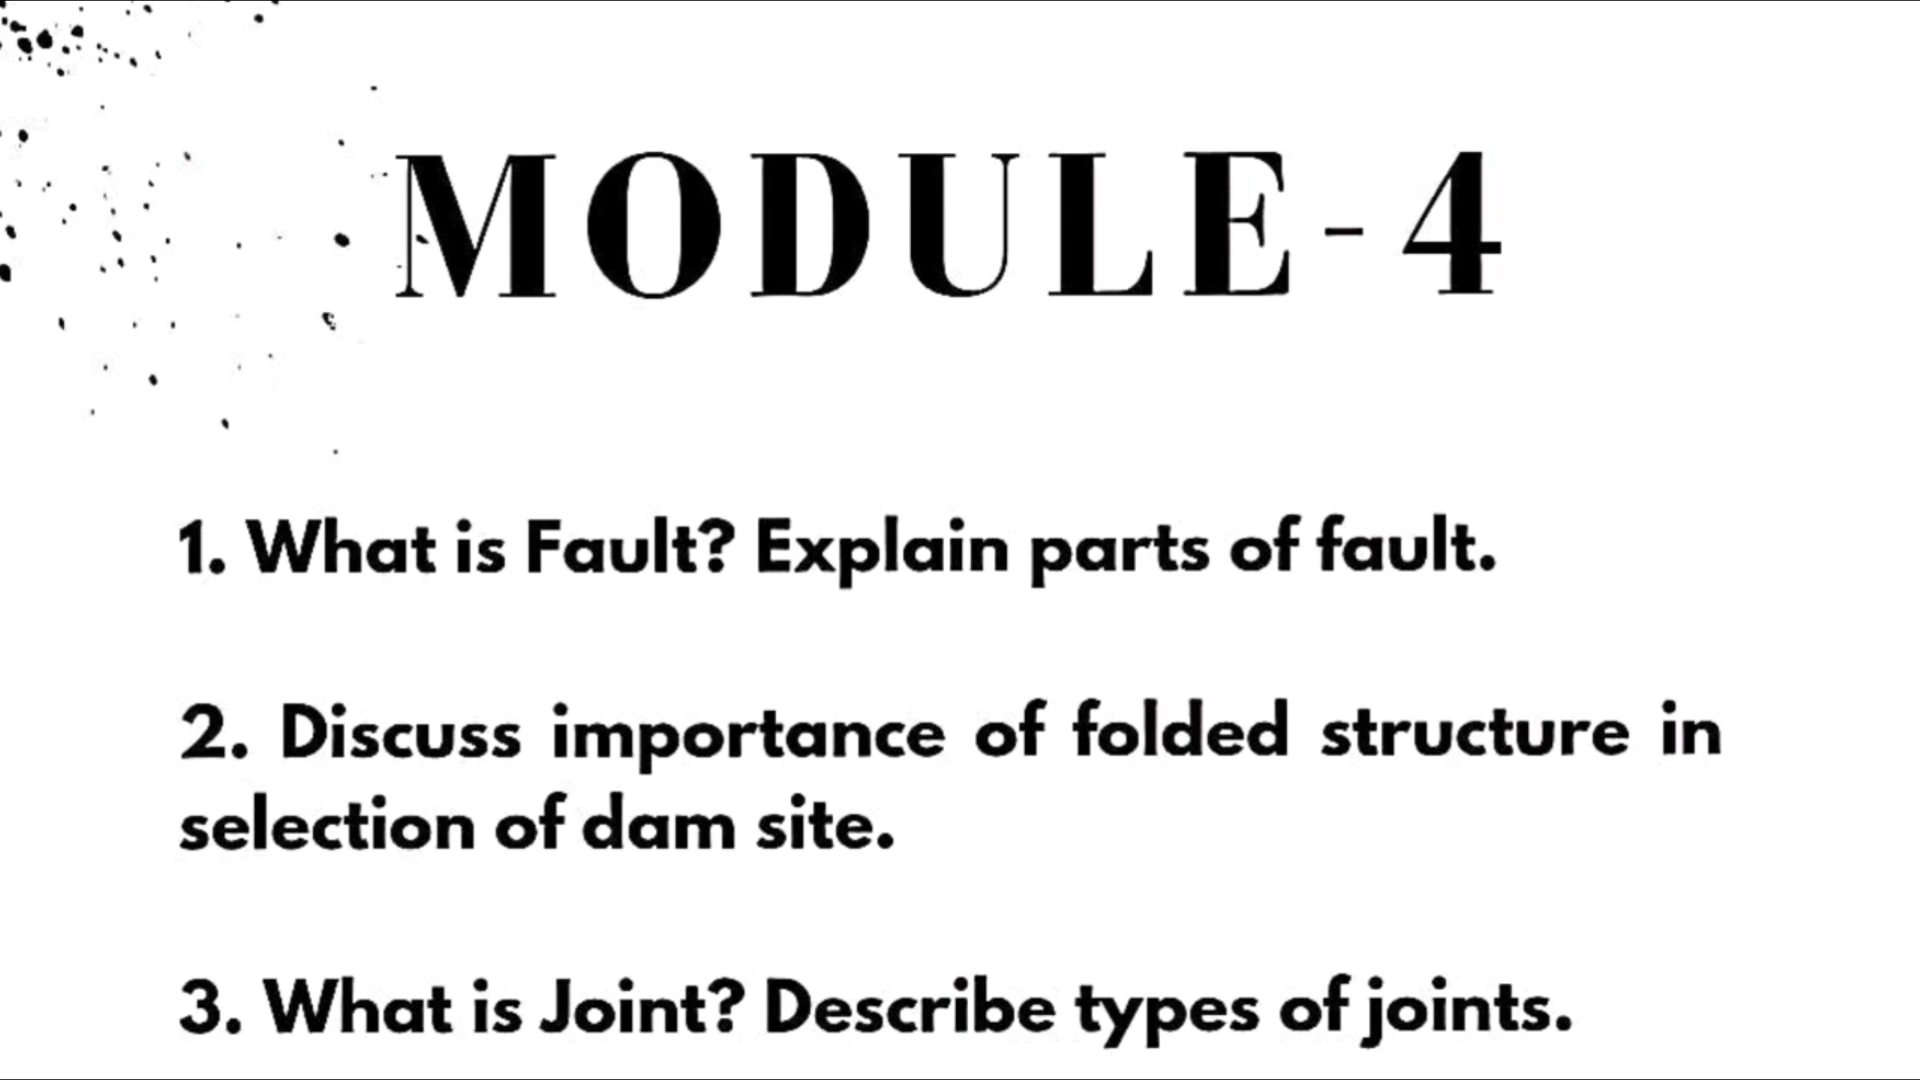 MODULE-4
1. What is Fault? Explain parts of fault.
2. Discuss importance of folded structure in
selection of dam site.
3. What is Joint? Describe types of joints.